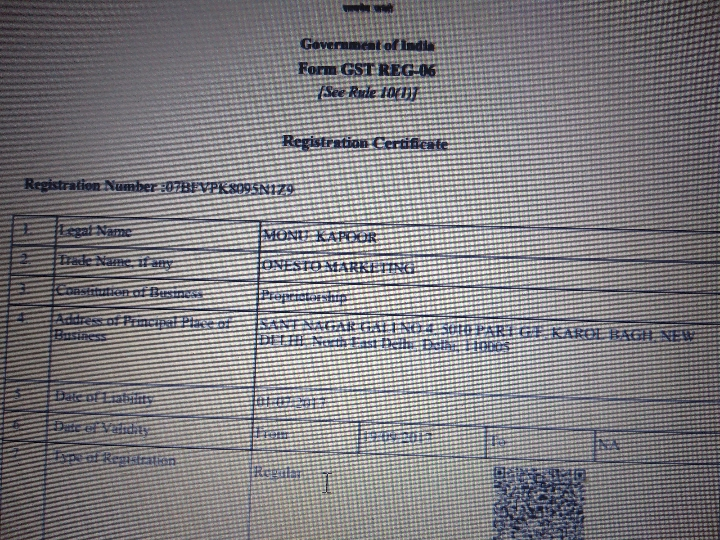 भारत सरकार
Government of India
Form GST REG-06
[See Rule 10(1)]
Registration Certificate
Registration Number :07BFVPK8095N1Z9
1. Legal Name MONU KAPOOR
2. Trade Name, if any ONESTO MARKETING
3. Constitution of Business Proprietorship
4. Address of Principal Place of SANT NAGAR GALI NO 4, 5010 PART G/F, KAROL BAGH, NEW
Business DELHI, North East Delhi, Delhi, 110005
5. Date of Liability 01/07/2017
6. Date of Validity From 19/09/2017 To NA
7. Type of Registration Regular